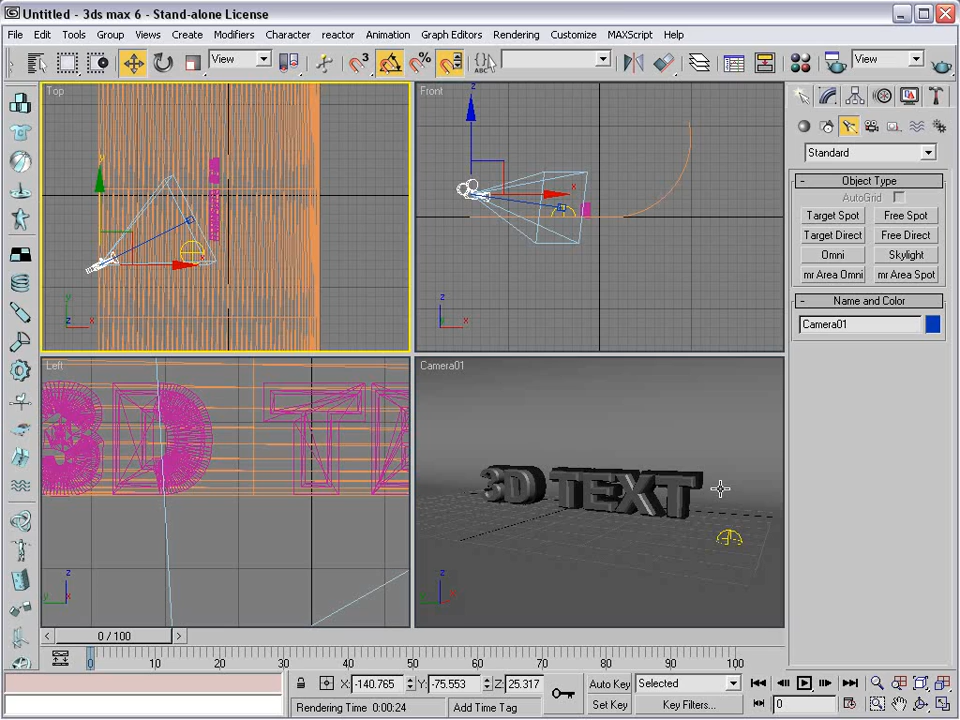 Untitled - 3ds max 6 - Stand-alone License
File Edit Tools Group Views Create Modifiers Character reactor Animation Graph Editors Rendering Customize MAXScript Help
View 3 % {} ABC View
Top
Front
Standard
Object Type
AutoGrid
Target Spot Free Spot
Target Direct Free Direct
Omni Skylight
mr Area Omni mr Area Spot
Name and Color
Camera01
z
x
y
x
y
x
z
x
z
x
Left
3D TE
Camera01
3D TEXT
z
y
x
z
x
0 / 100
0 10 20 30 40 50 60 70 80 90 100
X: -140.765 Y: -75.553 Z: 25.317 Auto Key Selected
Rendering Time 0:00:24 Add Time Tag Set Key Key Filters... 0